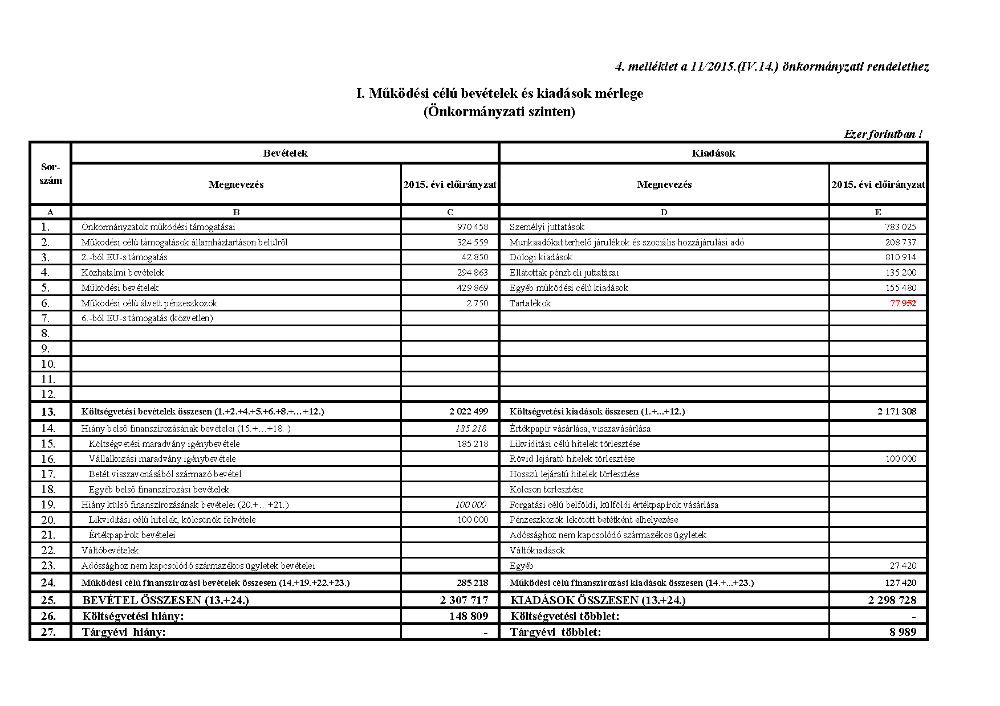 4. melléklet a 11/2015.(IV.14.) önkormányzati rendelethez
I. Működési célú bevételek és kiadások mérlege
(Önkormányzati szinten)
Ezer forintban !
Sor-
szám
Bevételek Kiadások
Megnevezés 2015. évi előirányzat Megnevezés 2015. évi előirányzat
A B C D E
1. Önkormányzatok működési támogatásai 970 458 Személyi juttatások 783 025
2. Működési célú támogatások államháztartáson belülről 324 559 Munkaadókat terhelő járulékok és szociális hozzájárulási adó 208 737
3. 2.-ból EU-s támogatás 42 850 Dologi kiadások 810 914
4. Közhatalmi bevételek 294 863 Ellátottak pénzbeli juttatásai 135 200
5. Működési bevételek 429 869 Egyéb működési célú kiadások 155 480
6. Működési célú átvett pénzeszközök 2 750 Tartalékok 77 952
7. 6.-ból EU-s támogatás (közvetlen)
8.
9.
10.
11.
12.
13. Költségvetési bevételek összesen (1.+2.+4.+5.+6.+8.+…+12.) 2 022 499 Költségvetési kiadások összesen (1.+...+12.) 2 171 308
14. Hiány belső finanszírozásának bevételei (15.+…+18. ) 185 218 Értékpapír vásárlása, visszavásárlása
15. Költségvetési maradvány igénybevétele 185 218 Likviditási célú hitelek törlesztése
16. Vállalkozási maradvány igénybevétele Rövid lejáratú hitelek törlesztése 100 000
17. Betét visszavonásából származó bevétel Hosszú lejáratú hitelek törlesztése
18. Egyéb belső finanszírozási bevételek Kölcsön törlesztése
19. Hiány külső finanszírozásának bevételei (20.+…+21.) 100 000 Forgatási célú belföldi, külföldi értékpapírok vásárlása
20. Likviditási célú hitelek, kölcsönök felvétele 100 000 Pénzeszközök lekötött betétként elhelyezése
21. Értékpapírok bevételei Adóssághoz nem kapcsolódó származékos ügyletek
22. Váltóbevételek Váltókiadások
23. Adóssághoz nem kapcsolódó származékos ügyletek bevételei Egyéb 27 420
24. Működési célú finanszírozási bevételek összesen (14.+19.+22.+23.) 285 218 Működési célú finanszírozási kiadások összesen (14.+...+23.) 127 420
25. BEVÉTEL ÖSSZESEN (13.+24.) 2 307 717 KIADÁSOK ÖSSZESEN (13.+24.) 2 298 728
26. Költségvetési hiány: 148 809 Költségvetési többlet: -
27. Tárgyévi hiány: - Tárgyévi többlet: 8 989